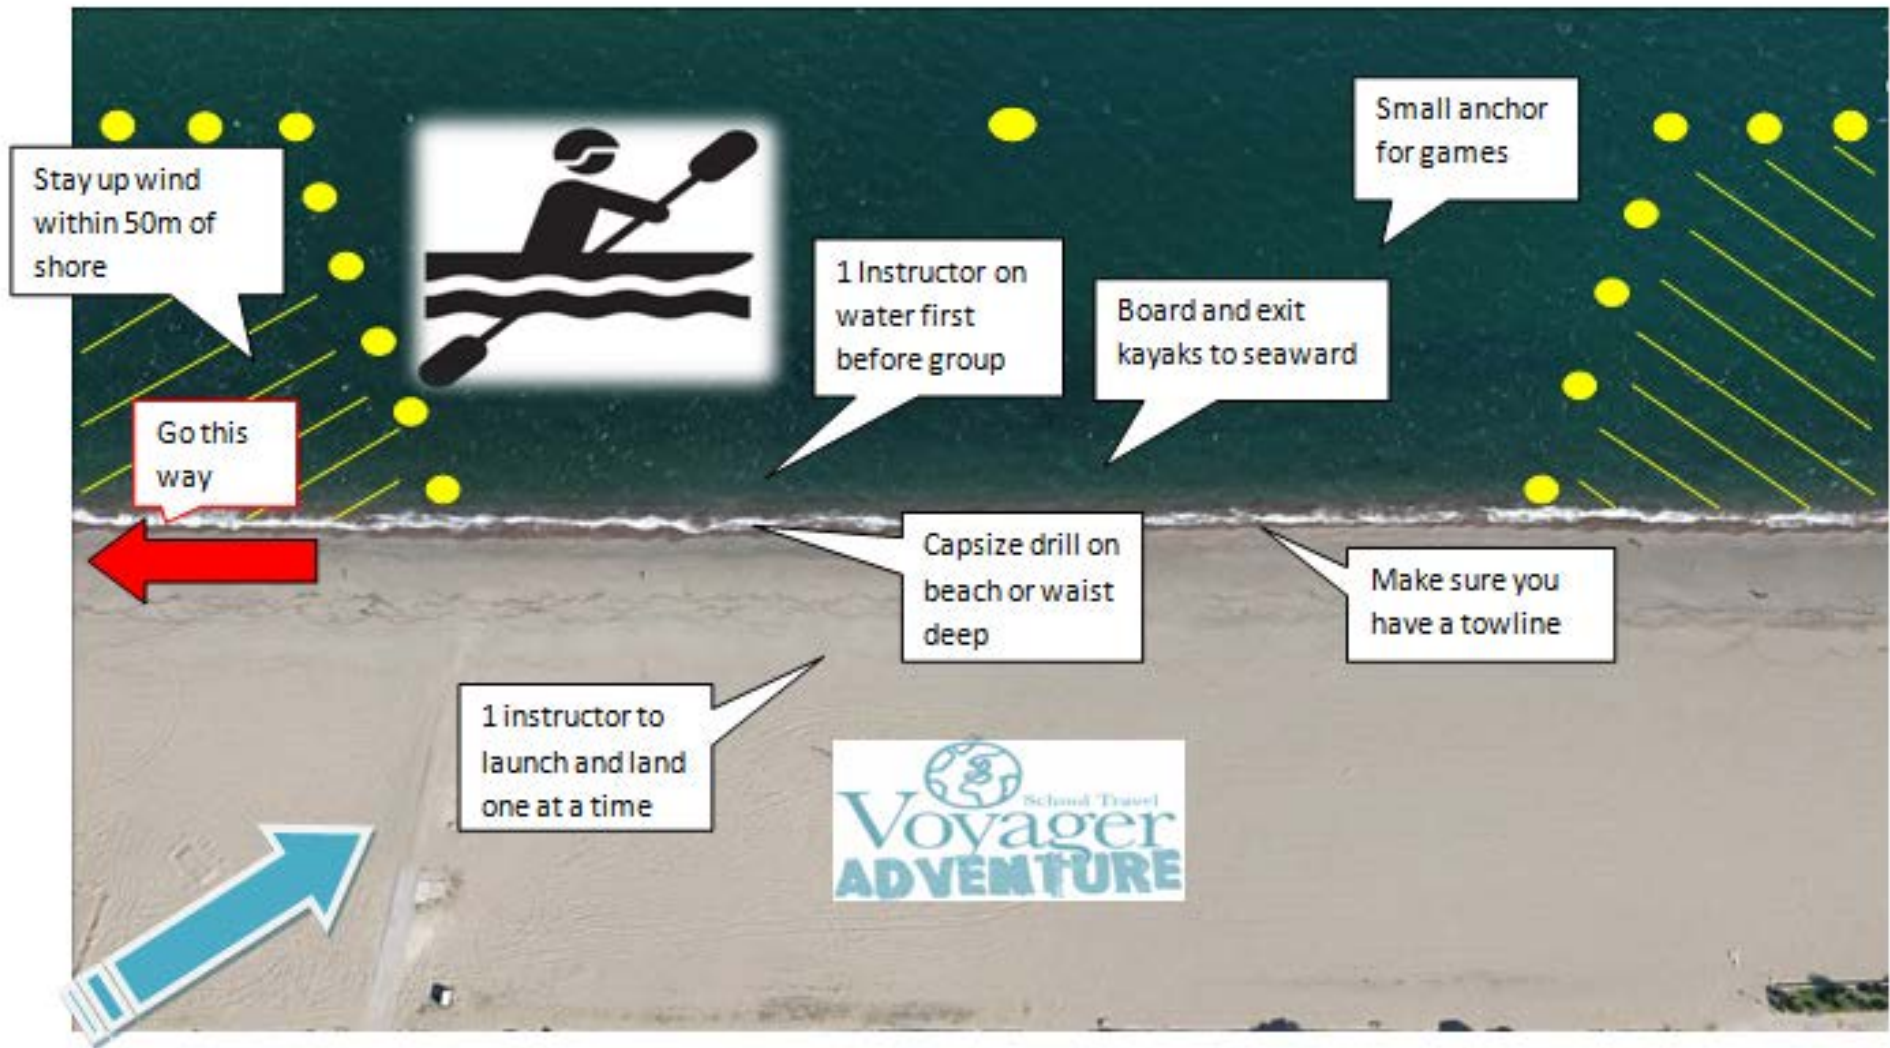 Small anchor
for games
Stay up wind
within 50m of
shore
1 Instructor on
water first
before group
Board and exit
kayaks to seaward
Go this
way
Capsize drill on
beach or waist
deep
Make sure you
have a towline
1 instructor to
launch and land
one at a time
School Travel
Voyager
ADVENTURE